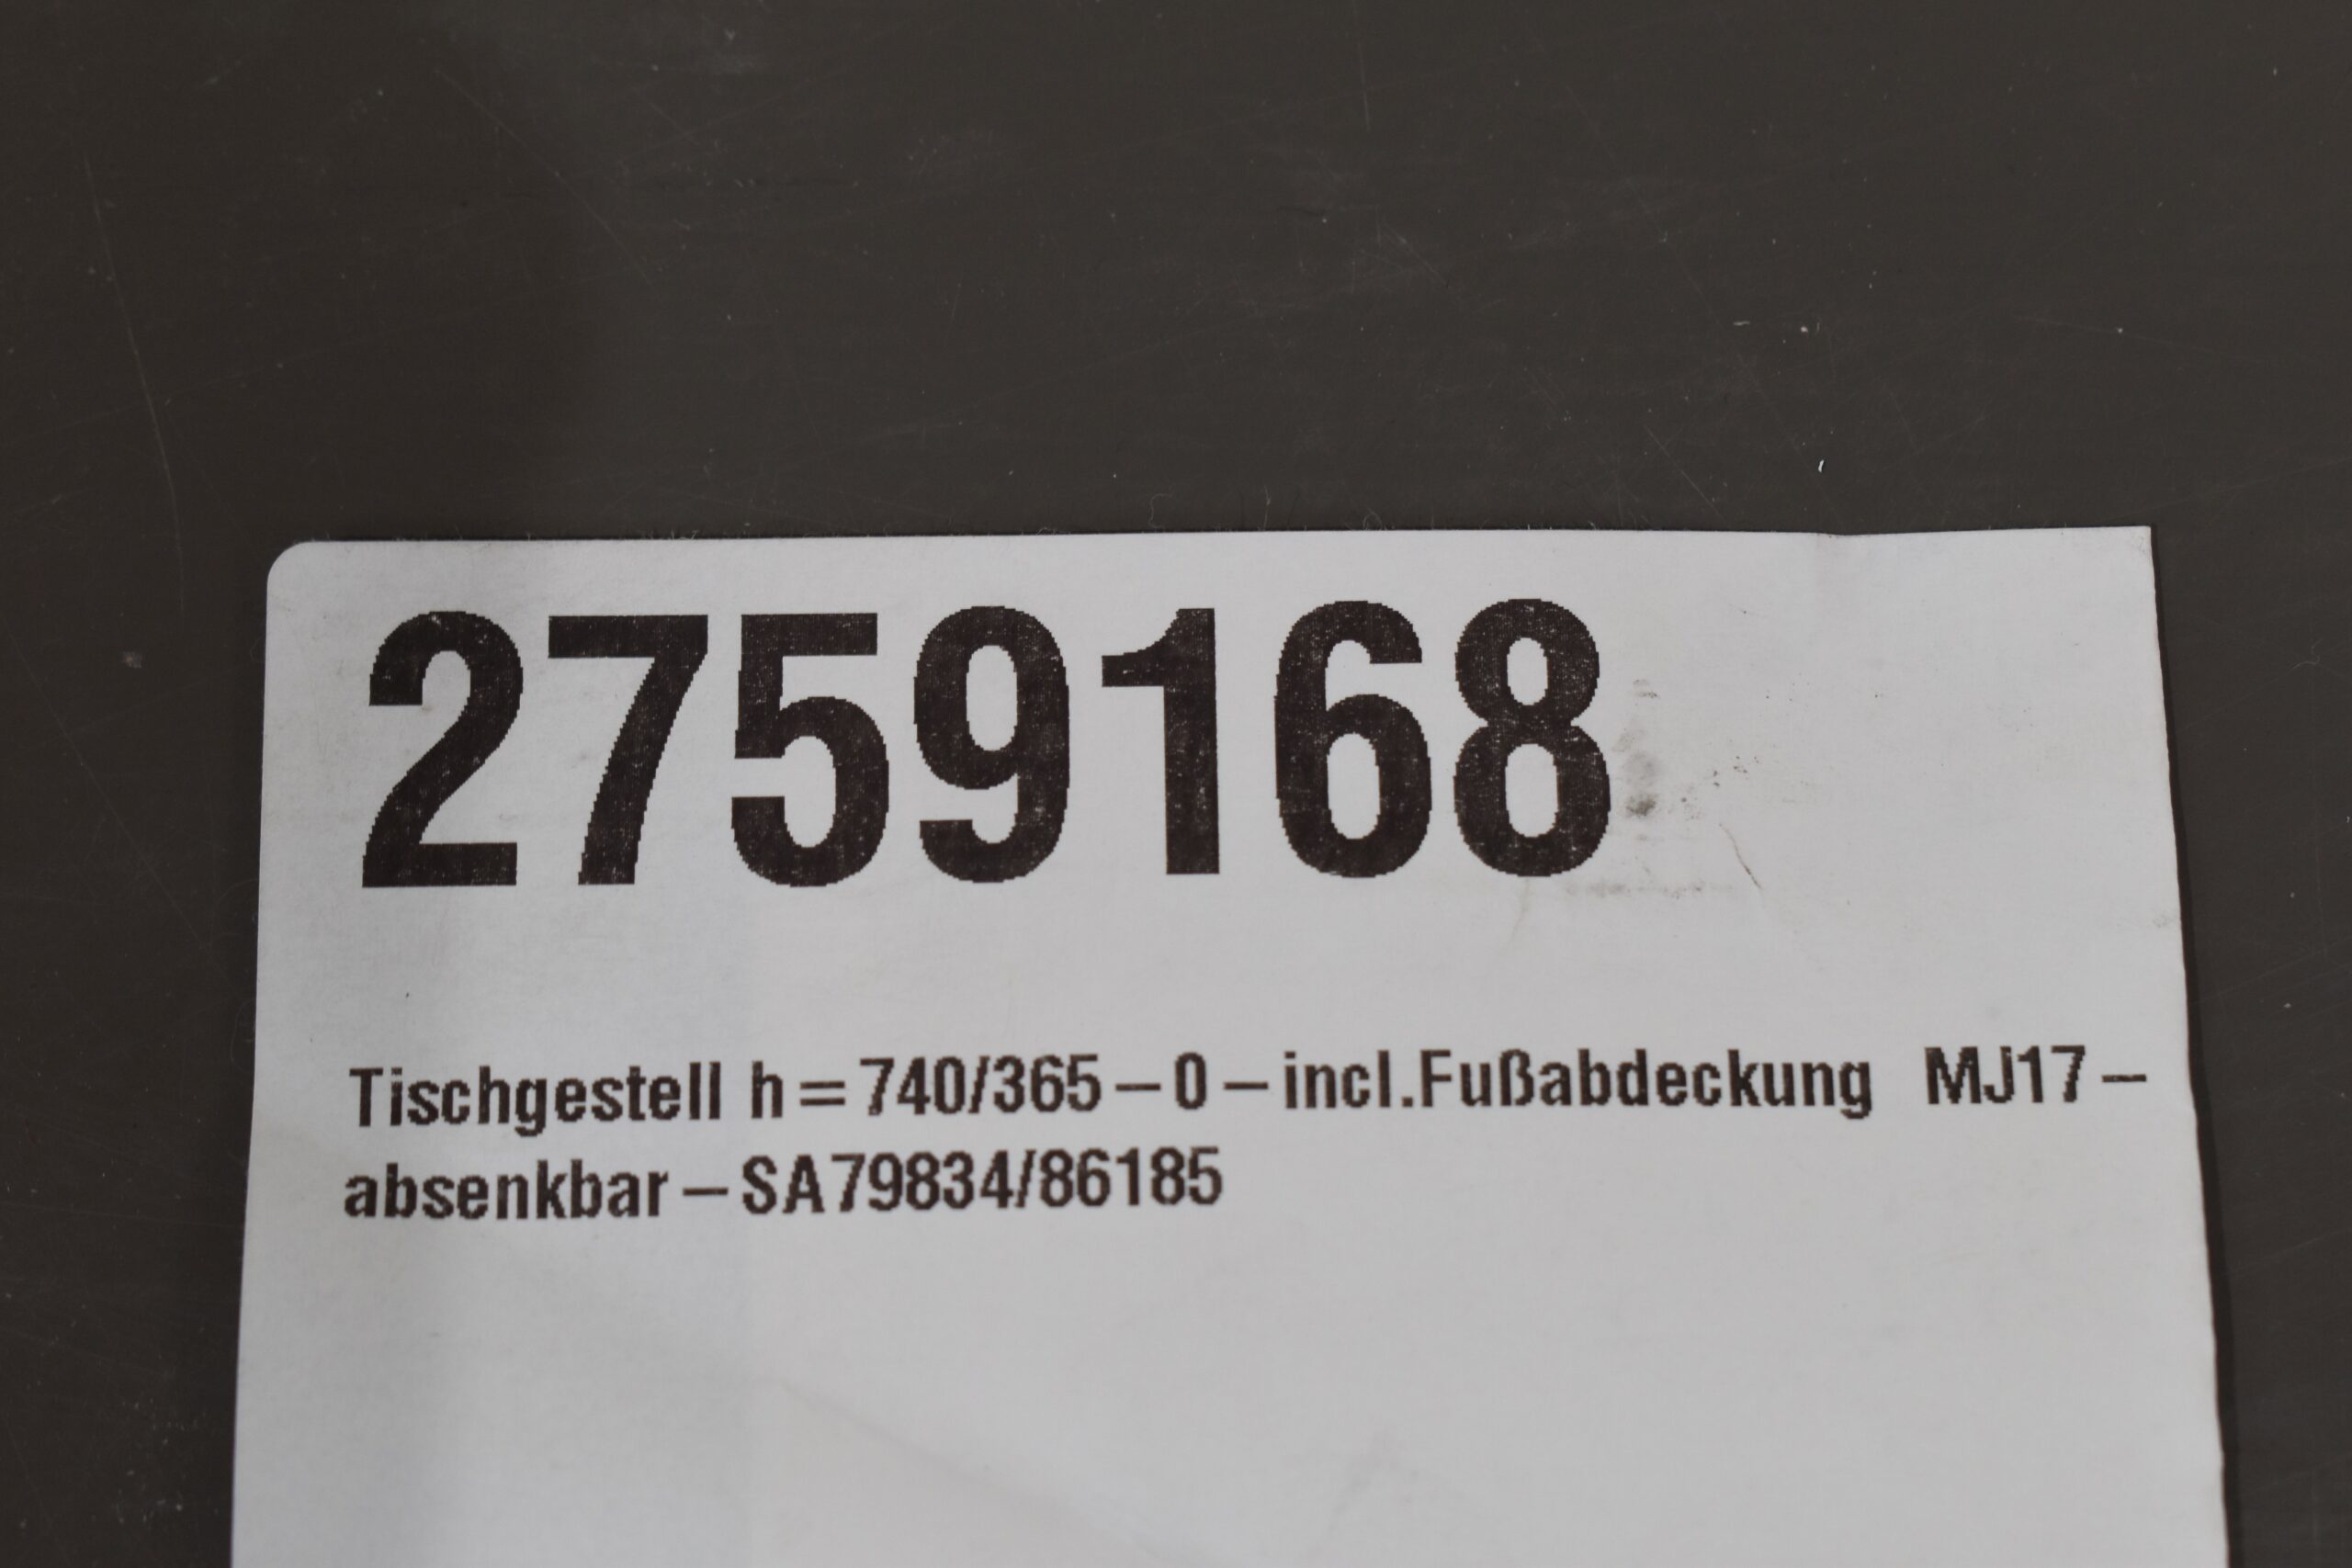 2759168
Tischgestell h=740/365–0–incl.Fußabdeckung MJ17–
absenkbar–SA79834/86185